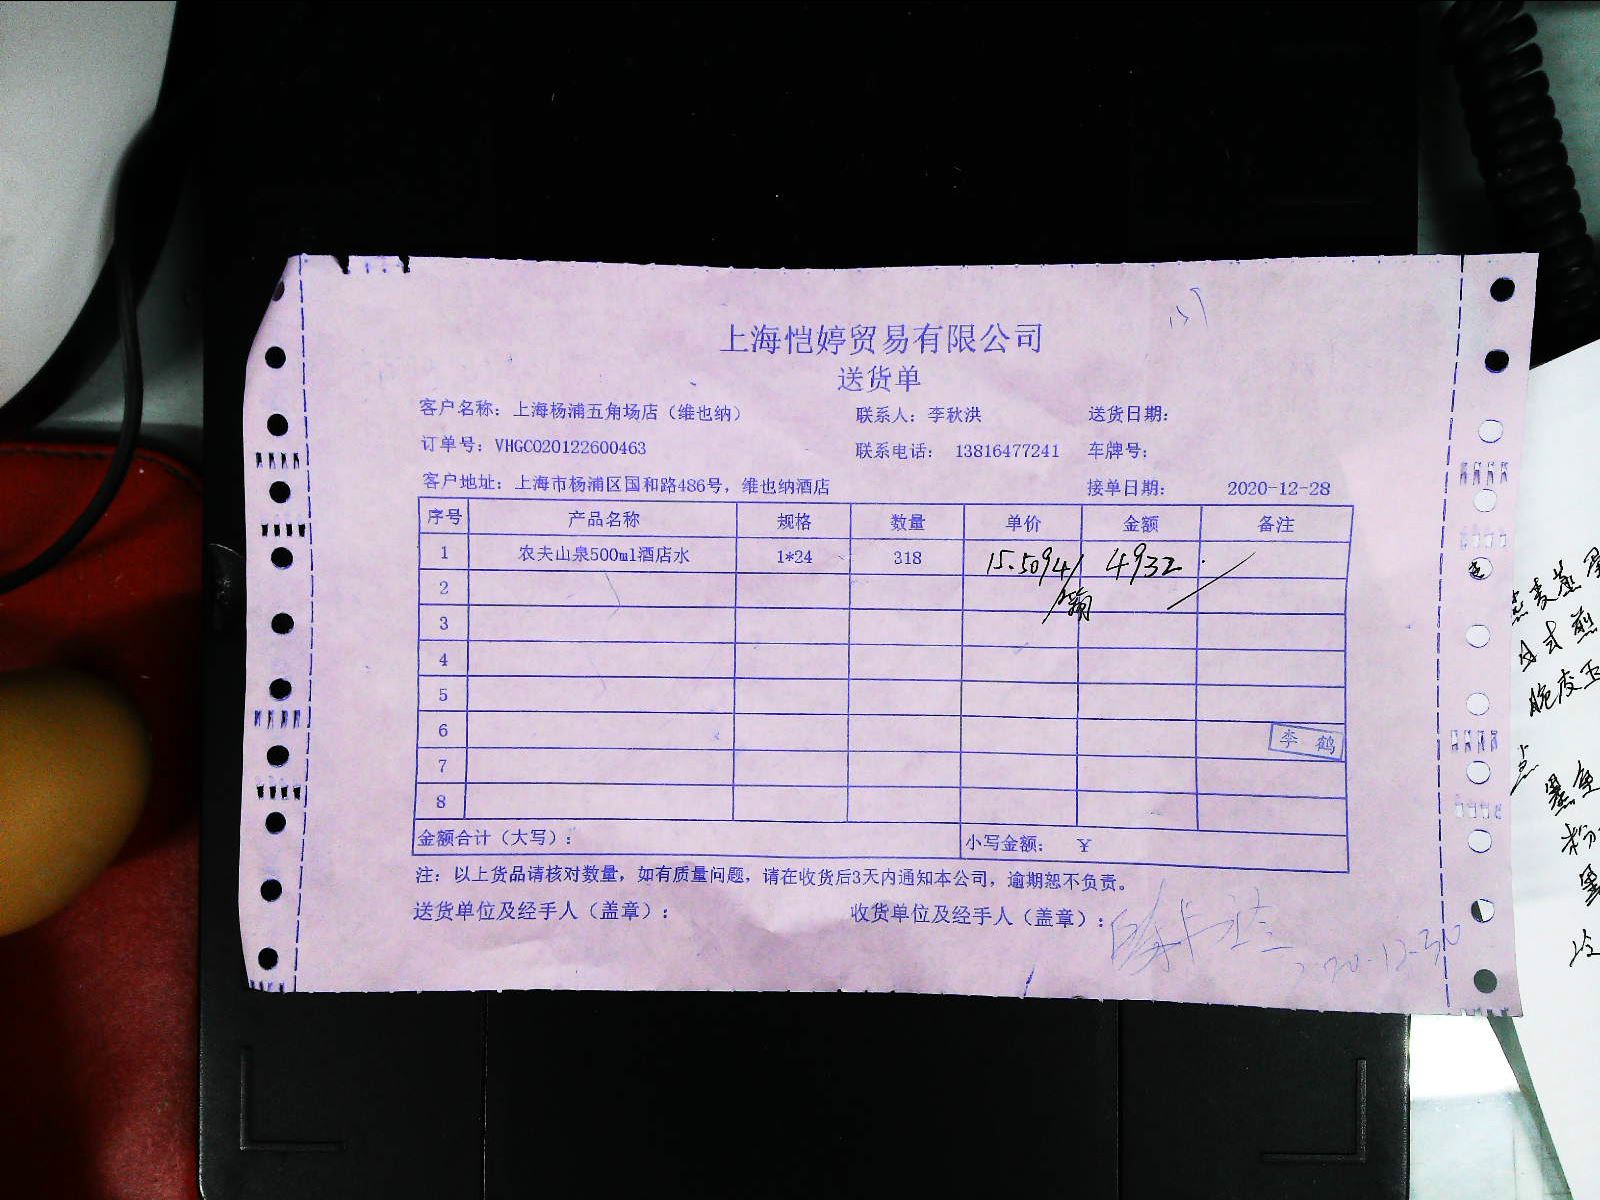 上海恺婷贸易有限公司
送货单
客户名称：上海杨浦五角场店（维也纳） 联系人：李秋洪 送货日期：
订单号：VHGC020122600463 联系电话： 13816477241 车牌号：
客户地址：上海市杨浦区国和路486号，维也纳酒店 接单日期： 2020-12-28
序号 产品名称 规格 数量 单价 金额 备注
1 农夫山泉500ml酒店水 1*24 318 15.5094/箱 4932
2
3
4
5
6 李鹤
7
8
金额合计（大写）： 小写金额： ¥
注：以上货品请核对数量，如有质量问题，请在收货后3天内通知本公司，逾期恕不负责。
送货单位及经手人（盖章）： 收货单位及经手人（盖章）：
2020-12-30